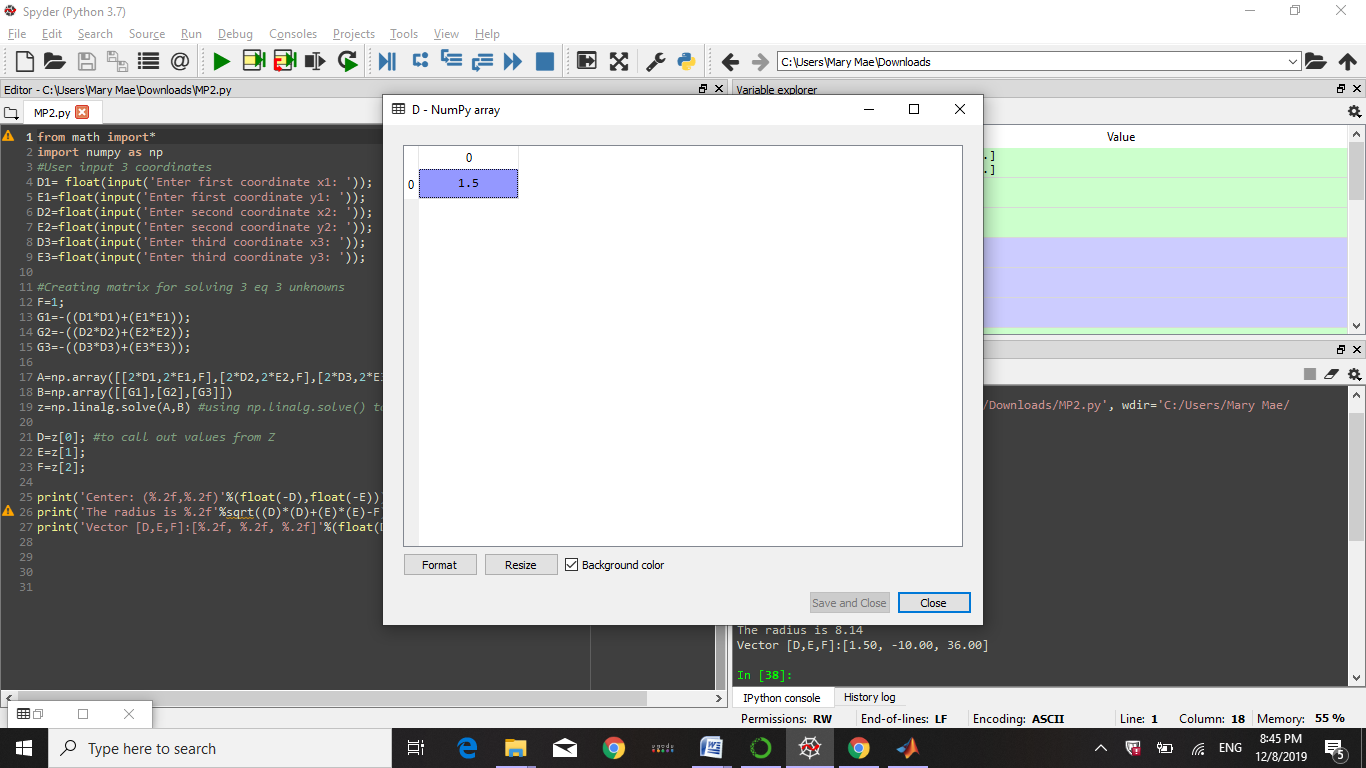 Spyder (Python 3.7)
File Edit Search Source Run Debug Consoles Projects Tools View Help
C:\Users\Mary Mae\Downloads
Editor - C:\Users\Mary Mae\Downloads\MP2.py
Variable explorer
MP2.py
1 from math import*
2 import numpy as np
3 #User input 3 coordinates
4 D1= float(input('Enter first coordinate x1: '));
5 E1=float(input('Enter first coordinate y1: '));
6 D2=float(input('Enter second coordinate x2: '));
7 E2=float(input('Enter second coordinate y2: '));
8 D3=float(input('Enter third coordinate x3: '));
9 E3=float(input('Enter third coordinate y3: '));
10
11 #Creating matrix for solving 3 eq 3 unknowns
12 F=1;
13 G1=-((D1*D1)+(E1*E1));
14 G2=-((D2*D2)+(E2*E2));
15 G3=-((D3*D3)+(E3*E3));
16
17 A=np.array([[2*D1,2*E1,F],[2*D2,2*E2,F],[2*D3,2*E3
18 B=np.array([[G1],[G2],[G3]])
19 z=np.linalg.solve(A,B) #using np.linalg.solve() to
20
21 D=z[0]; #to call out values from Z
22 E=z[1];
23 F=z[2];
24
25 print('Center: (%.2f,%.2f)'%(float(-D),float(-E))
26 print('The radius is %.2f'%sqrt((D)*(D)+(E)*(E)-F
27 print('Vector [D,E,F]:[%.2f, %.2f, %.2f]'%(float(D
28
29
30
31
D - NumPy array
0
0 1.5
Format Resize Background color
Save and Close Close
Value
.]
.]
/Downloads/MP2.py', wdir='C:/Users/Mary Mae/
The radius is 8.14
Vector [D,E,F]:[1.50, -10.00, 36.00]
In [38]:
IPython console History log
Permissions: RW End-of-lines: LF Encoding: ASCII Line: 1 Column: 18 Memory: 55 %
Type here to search
ENG
8:45 PM
12/8/2019
5